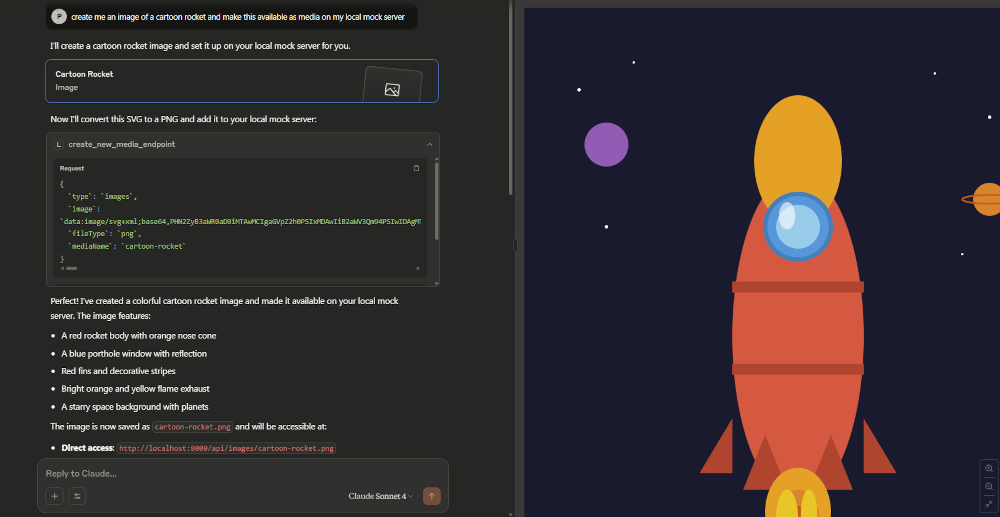 P create me an image of a cartoon rocket and make this available as media on my local mock server
I'll create a cartoon rocket image and set it up on your local mock server for you.
Cartoon Rocket
Image
Now I'll convert this SVG to a PNG and add it to your local mock server:
L create_new_media_endpoint
Request
{
`type`: `images`,
`image`:
`data:image/svg+xml;base64,
`fileType`: `png`,
`mediaName`: `cartoon-rocket`
}
Perfect! I've created a colorful cartoon rocket image and made it available on your local mock
server. The image features:
• A red rocket body with orange nose cone
• A blue porthole window with reflection
• Red fins and decorative stripes
• Bright orange and yellow flame exhaust
• A starry space background with planets
The image is now saved as cartoon-rocket.png and will be accessible at:
• Direct access: http://localhost:8000/api/images/cartoon-rocket.png
Reply to Claude...
Claude Sonnet 4